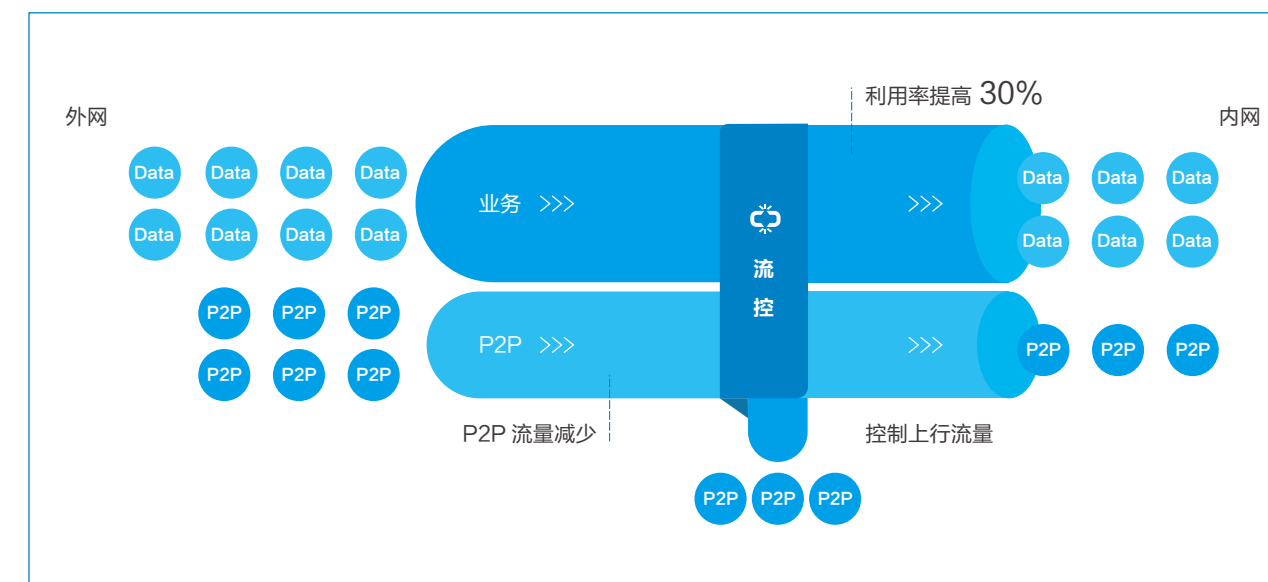 利用率提高 30%
外网
内网
Data Data Data Data
Data Data Data
业务 >>>
>>>
Data Data Data Data
Data Data Data
流
控
P2P P2P P2P
P2P >>>
>>>
P2P P2P P2P
P2P P2P P2P
P2P 流量减少
控制上行流量
P2P P2P P2P